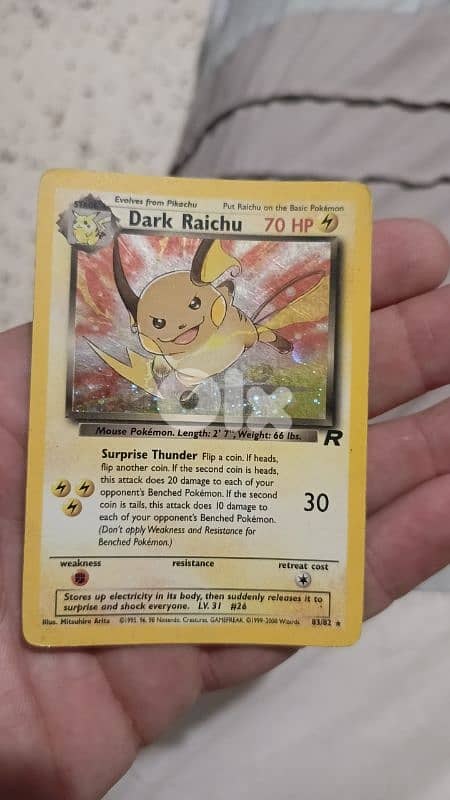 STAGE 1
Evolves from Pikachu
Put Raichu on the Basic Pokémon
Dark Raichu 70 HP
olx
Mouse Pokémon. Length: 2' 7", Weight: 66 lbs.
R
Surprise Thunder Flip a coin. If heads,
flip another coin. If the second coin is heads,
this attack does 20 damage to each of your
opponent's Benched Pokémon. If the second
coin is tails, this attack does 10 damage to
each of your opponent's Benched Pokémon.
(Don't apply Weakness and Resistance for
Benched Pokémon.)
30
weakness resistance retreat cost
Stores up electricity in its body, then suddenly releases it to
surprise and shock everyone. LV. 31 #26
Illus. Mitsuhiro Arita ©1995, 96, 98 Nintendo, Creatures, GAMEFREAK. ©1999-2000 Wizards. 83/82